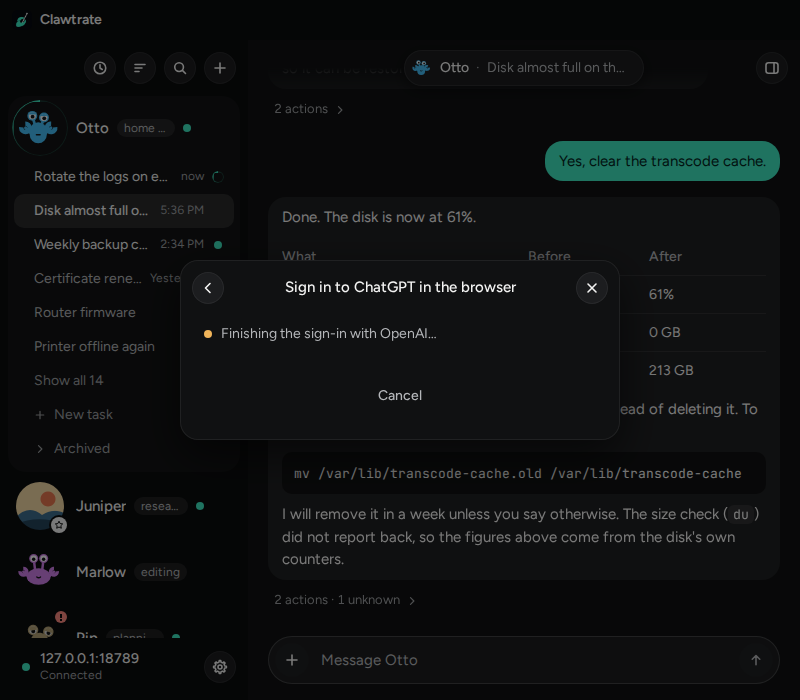 Clawtrate
Otto · Disk almost full on th...
Otto home ...
2 actions
Rotate the logs on e... now
Yes, clear the transcode cache.
Disk almost full o... 5:36 PM
Weekly backup c... 2:34 PM
Certificate rene... Yeste
Router firmware
Printer offline again
Show all 14
+ New task
Archived
Juniper resea...
Marlow editing
Pip planni...
127.0.0.1:18789
Connected
Done. The disk is now at 61%.
What Before After
61%
0 GB
213 GB
Sign in to ChatGPT in the browser
Finishing the sign-in with OpenAI...
Cancel
ead of deleting it. To
mv /var/lib/transcode-cache.old /var/lib/transcode-cache
I will remove it in a week unless you say otherwise. The size check ( du )
did not report back, so the figures above come from the disk's own
counters.
2 actions · 1 unknown
Message Otto